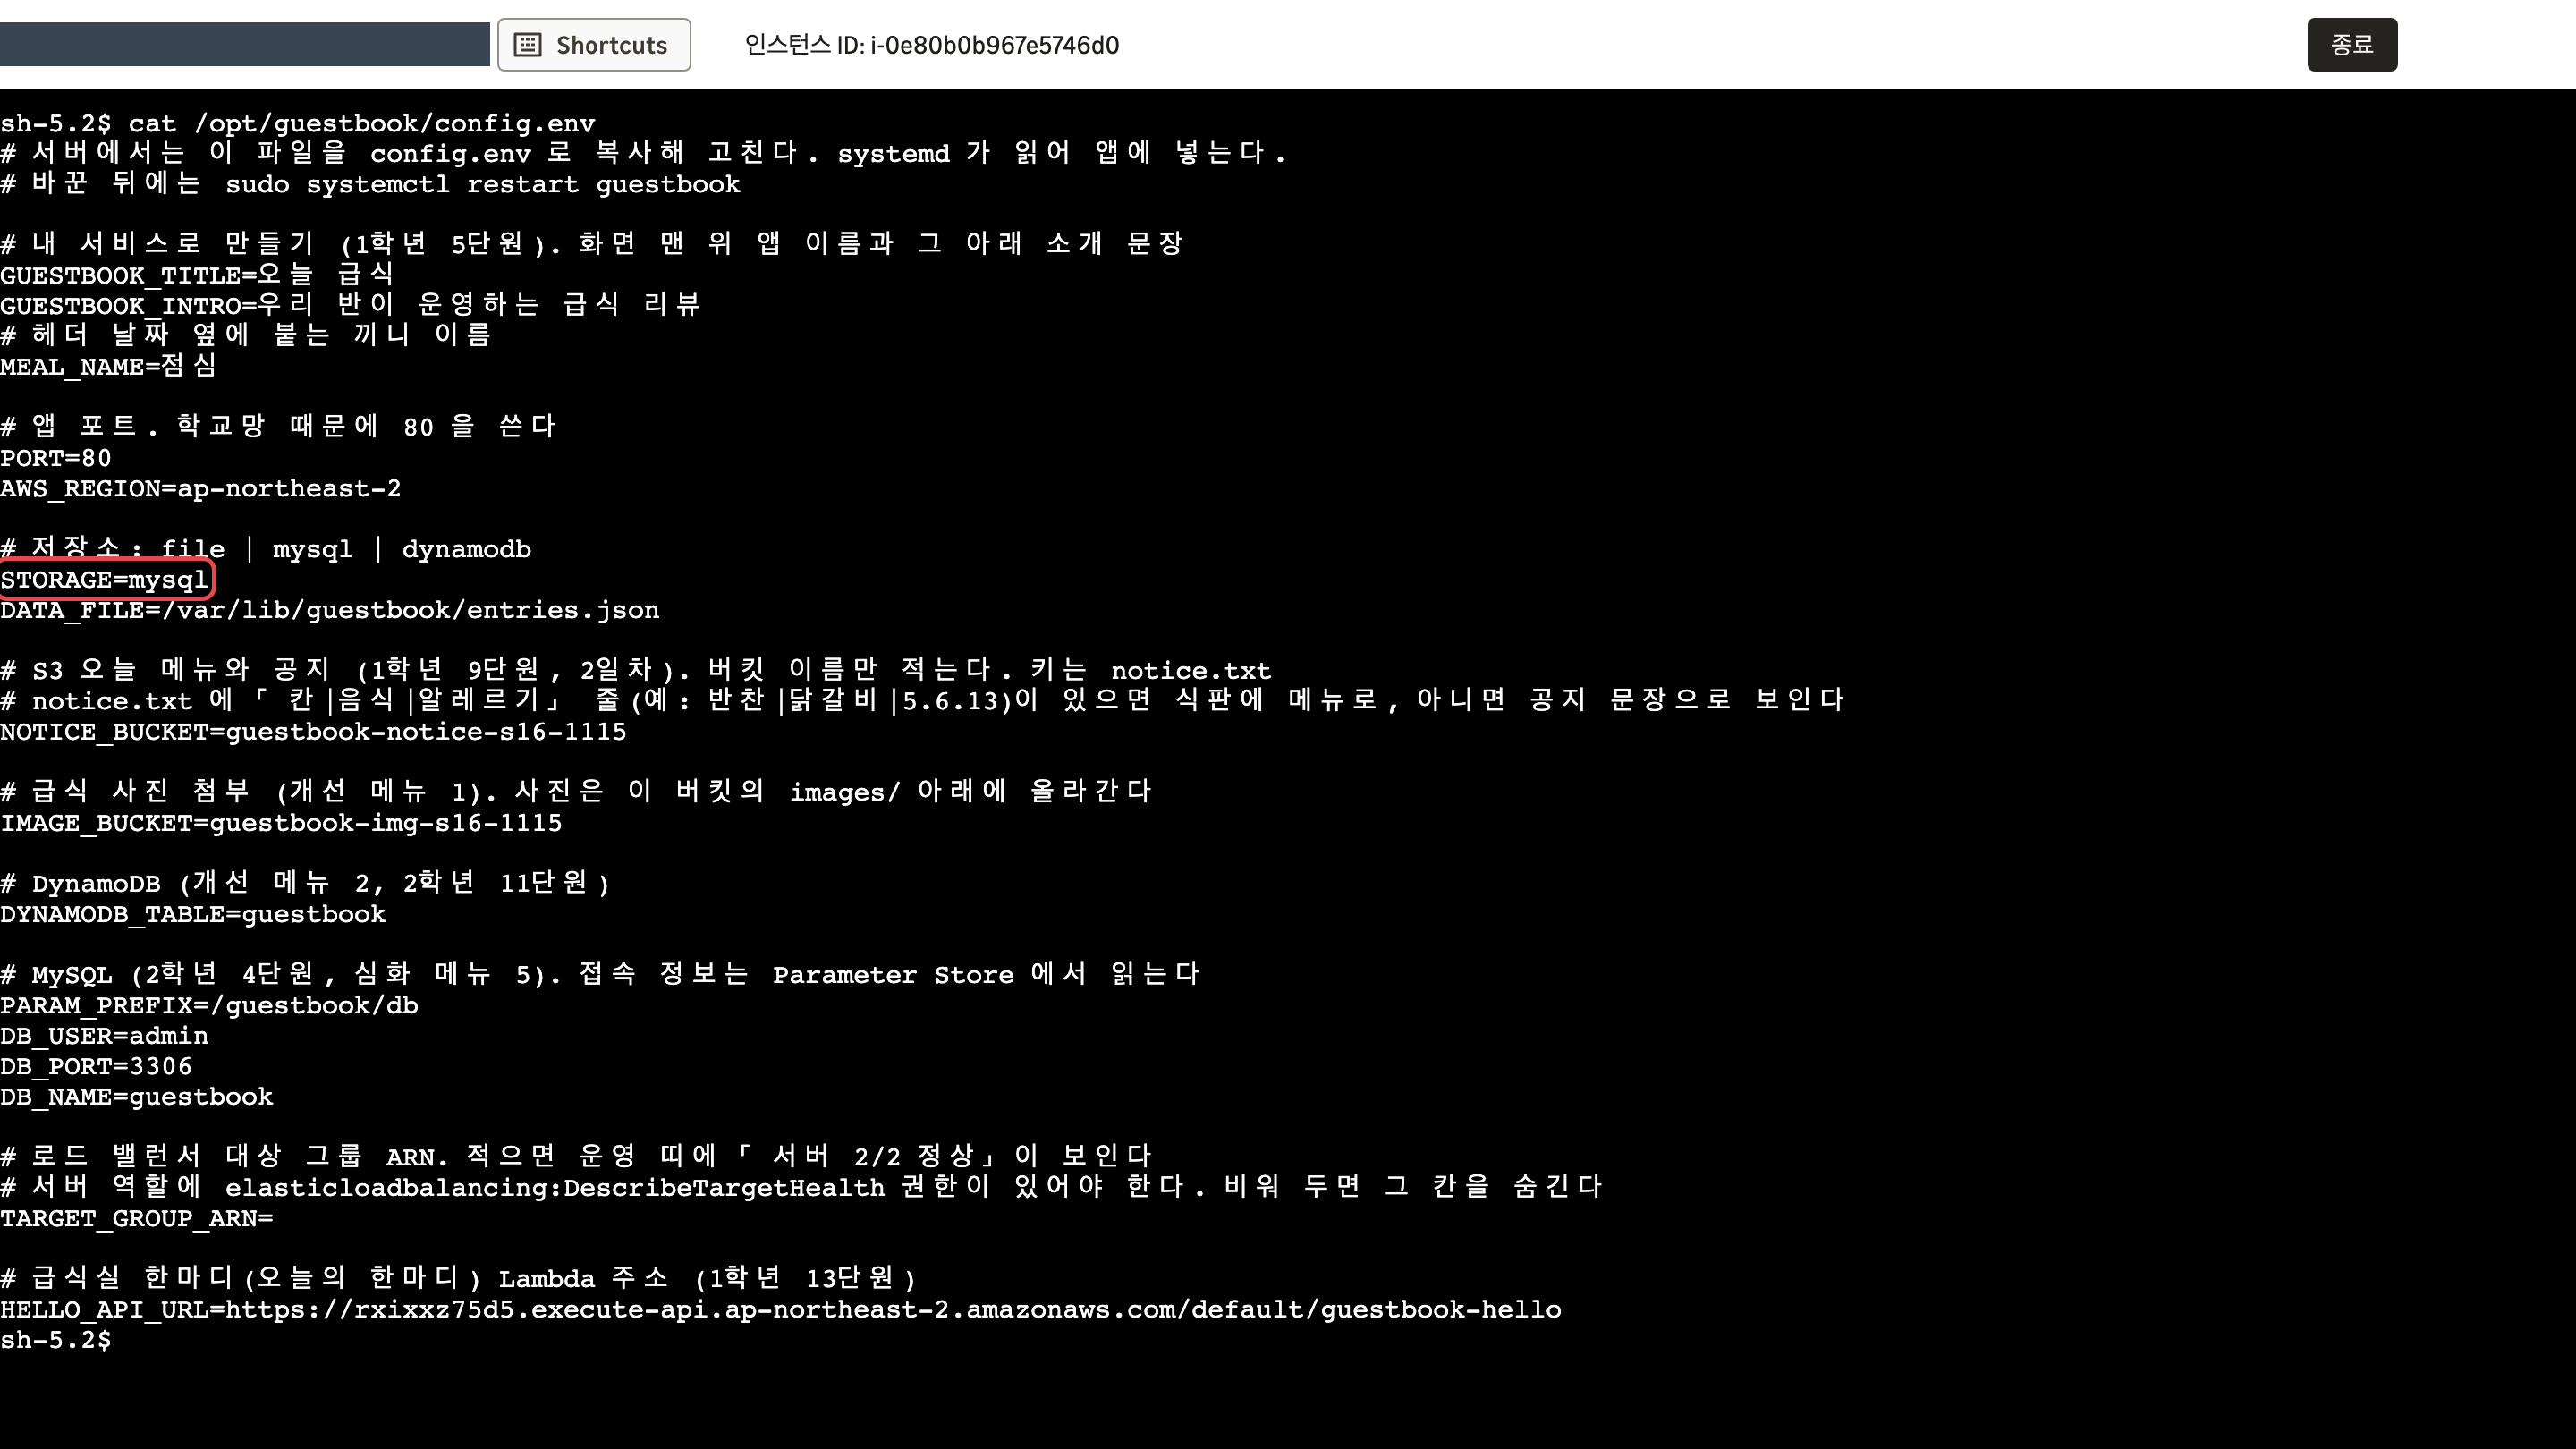 Shortcuts
인스턴스 ID: i-0e80b0b967e5746d0
종료
sh-5.2$ cat /opt/guestbook/config.env
# 서버에서는 이 파일을 config.env 로 복사해 고친다. systemd 가 읽어 앱에 넣는다.
# 바꾼 뒤에는 sudo systemctl restart guestbook
# 내 서비스로 만들기 (1학년 5단원). 화면 맨 위 앱 이름과 그 아래 소개 문장
GUESTBOOK_TITLE=오늘 급식
GUESTBOOK_INTRO=우리 반이 운영하는 급식 리뷰
# 헤더 날짜 옆에 붙는 끼니 이름
MEAL_NAME=점심
# 앱 포트. 학교망 때문에 80 을 쓴다
PORT=80
AWS_REGION=ap-northeast-2
# 저장소: file | mysql | dynamodb
STORAGE=mysql
DATA_FILE=/var/lib/guestbook/entries.json
# S3 오늘 메뉴와 공지 (1학년 9단원, 2일차). 버킷 이름만 적는다. 키는 notice.txt
# notice.txt 에「칸|음식|알레르기」 줄(예: 반찬|닭갈비|5.6.13)이 있으면 식판에 메뉴로, 아니면 공지 문장으로 보인다
NOTICE_BUCKET=guestbook-notice-s16-1115
# 급식 사진 첨부 (개선 메뉴 1). 사진은 이 버킷의 images/ 아래에 올라간다
IMAGE_BUCKET=guestbook-img-s16-1115
# DynamoDB (개선 메뉴 2, 2학년 11단원)
DYNAMODB_TABLE=guestbook
# MySQL (2학년 4단원, 심화 메뉴 5). 접속 정보는 Parameter Store 에서 읽는다
PARAM_PREFIX=/guestbook/db
DB_USER=admin
DB_PORT=3306
DB_NAME=guestbook
# 로드 밸런서 대상 그룹 ARN. 적으면 운영 띠에「서버 2/2 정상」이 보인다
# 서버 역할에 elasticloadbalancing:DescribeTargetHealth 권한이 있어야 한다. 비워 두면 그 칸을 숨긴다
TARGET_GROUP_ARN=
# 급식실 한마디(오늘의 한마디) Lambda 주소 (1학년 13단원)
HELLO_API_URL=https://rxixxz75d5.execute-api.ap-northeast-2.amazonaws.com/default/guestbook-hello
sh-5.2$